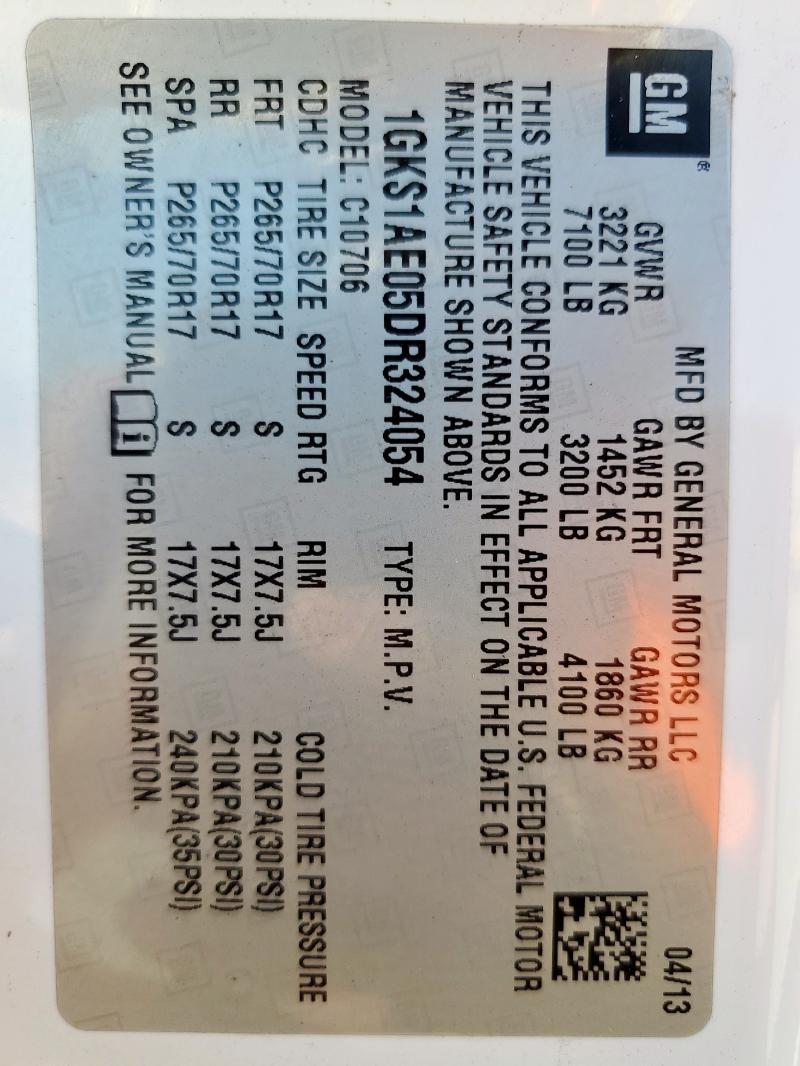 GM®
MFD BY GENERAL MOTORS LLC 04/13
GVWR GAWR FRT GAWR RR
3221 KG 1452 KG 1860 KG
7100 LB 3200 LB 4100 LB
THIS VEHICLE CONFORMS TO ALL APPLICABLE U.S. FEDERAL MOTOR
VEHICLE SAFETY STANDARDS IN EFFECT ON THE DATE OF
MANUFACTURE SHOWN ABOVE.
1GKS1AE05DR324054 TYPE: M.P.V.
MODEL: C10706
CDHC TIRE SIZE SPEED RTG RIM COLD TIRE PRESSURE
FRT P265/70R17 S 17X7.5J 210KPA(30PSI)
RR P265/70R17 S 17X7.5J 210KPA(30PSI)
SPA P265/70R17 S 17X7.5J 240KPA(35PSI)
SEE OWNER'S MANUAL i FOR MORE INFORMATION.